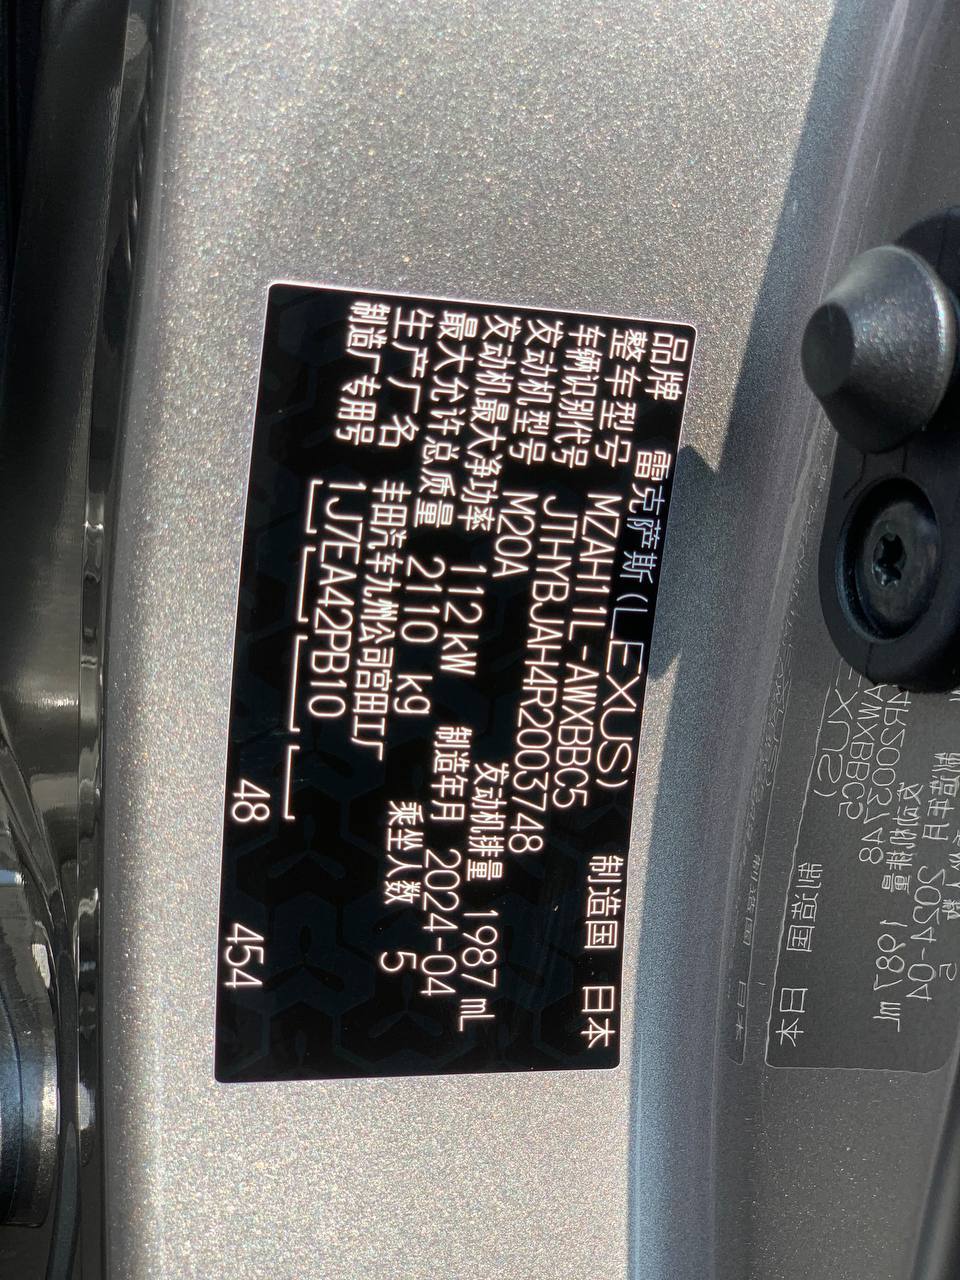 品牌 雷克萨斯(LEXUS) 制造国 日本
整车型号 MZAH11L-AWXBBC5
车辆识别代号 JTHYBJAH4R2003748
发动机型号 M20A 发动机排量 1987 mL
发动机最大净功率 112kW 制造年月 2024-04
最大允许总质量 2110 kg 乘坐人数 5
生产厂名 丰田汽车九州公司宫田工厂
制造厂专用号 1J7EA42PB10
48 454